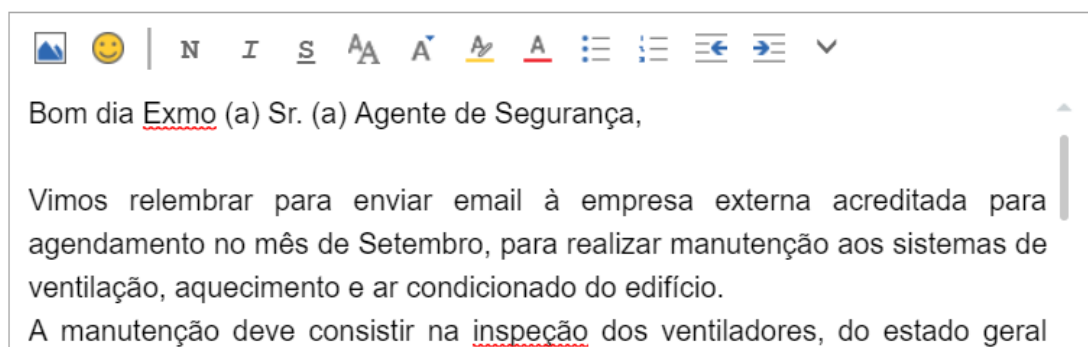 N I S AA A A A
Bom dia Exmo (a) Sr. (a) Agente de Segurança,
Vimos relembrar para enviar email à empresa externa acreditada para
agendamento no mês de Setembro, para realizar manutenção aos sistemas de
ventilação, aquecimento e ar condicionado do edifício.
A manutenção deve consistir na inspeção dos ventiladores, do estado geral